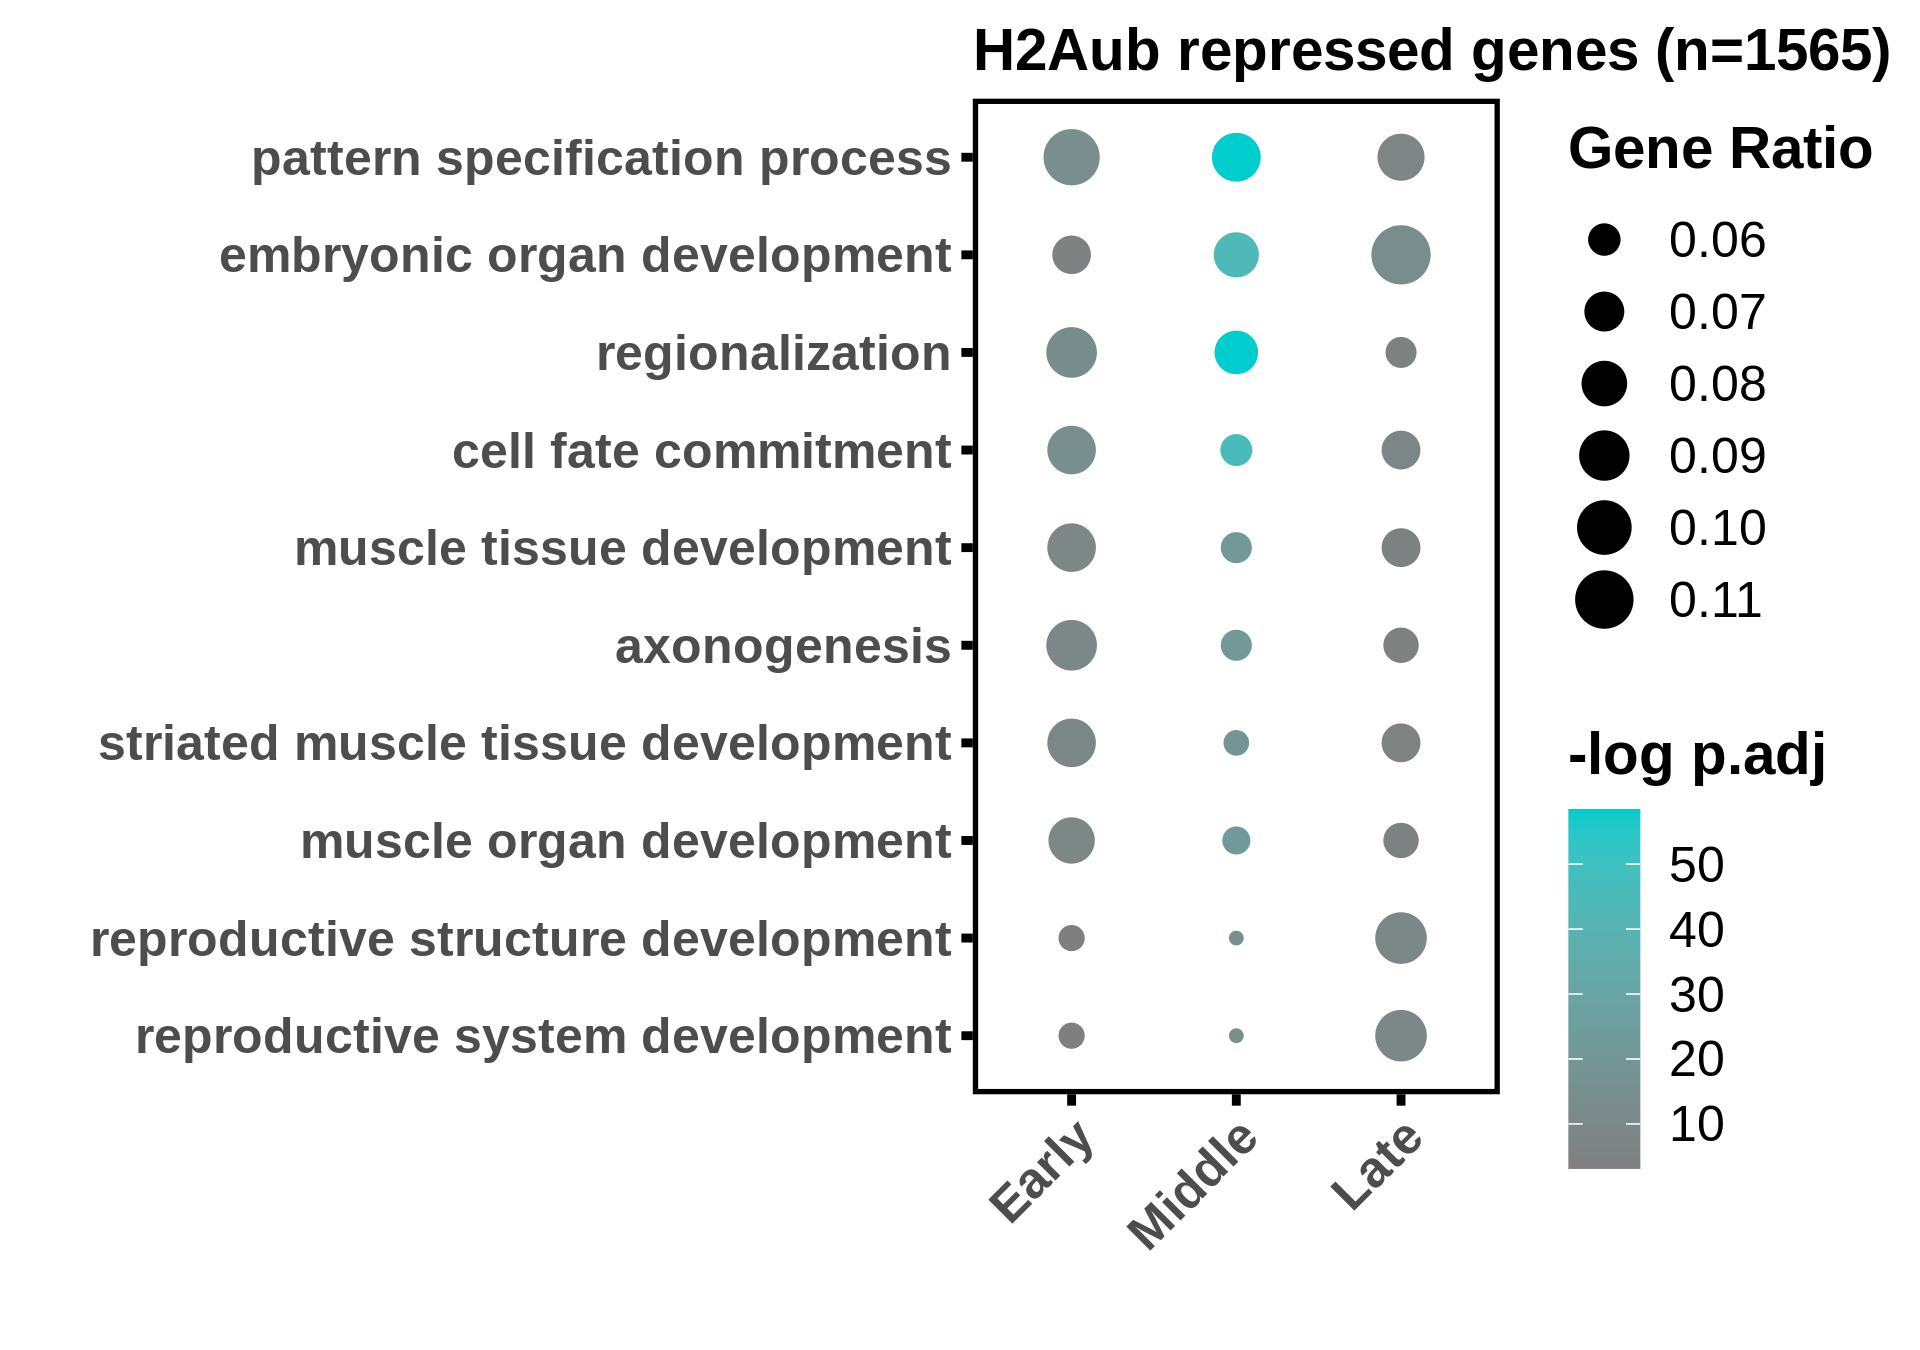 H2Aub repressed genes (n=1565)
pattern specification process
embryonic organ development
regionalization
cell fate commitment
muscle tissue development
axonogenesis
striated muscle tissue development
muscle organ development
reproductive structure development
reproductive system development
Early
Middle
Late
Gene Ratio
0.06
0.07
0.08
0.09
0.10
0.11
-log p.adj
50
40
30
20
10